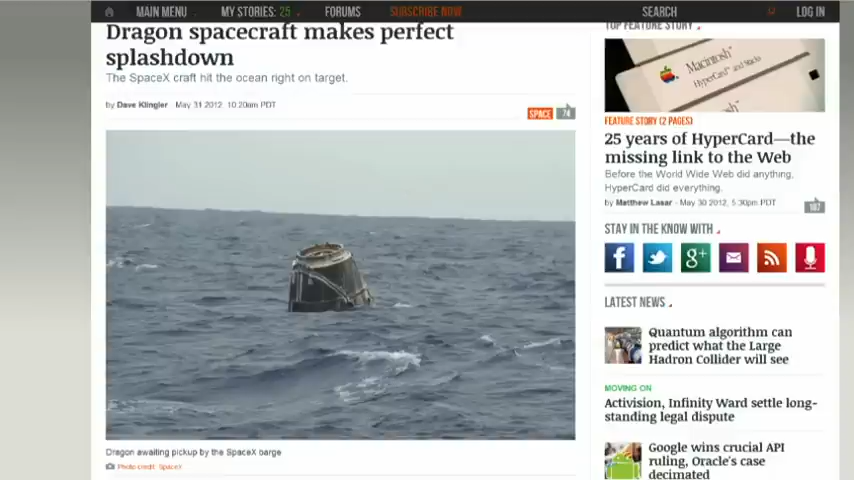 MAIN MENU
MY STORIES: 25
FORUMS
SUBSCRIBE NOW
SEARCH
LOG IN
Dragon spacecraft makes perfect
splashdown
The SpaceX craft hit the ocean right on target.
by Dave Klingler - May 31 2012, 10:20am PDT
SPACE
74
Dragon awaiting pickup by the SpaceX barge
Photo credit: SpaceX
TOP FEATURE STORY
Macintosh
HyperCard
FEATURE STORY (2 PAGES)
25 years of HyperCard—the
missing link to the Web
Before the World Wide Web did anything,
HyperCard did everything.
by Matthew Lasar - May 30 2012, 5:30pm PDT
107
STAY IN THE KNOW WITH
LATEST NEWS
Quantum algorithm can
predict what the Large
Hadron Collider will see
MOVING ON
Activision, Infinity Ward settle long-
standing legal dispute
Google wins crucial API
ruling, Oracle's case
decimated